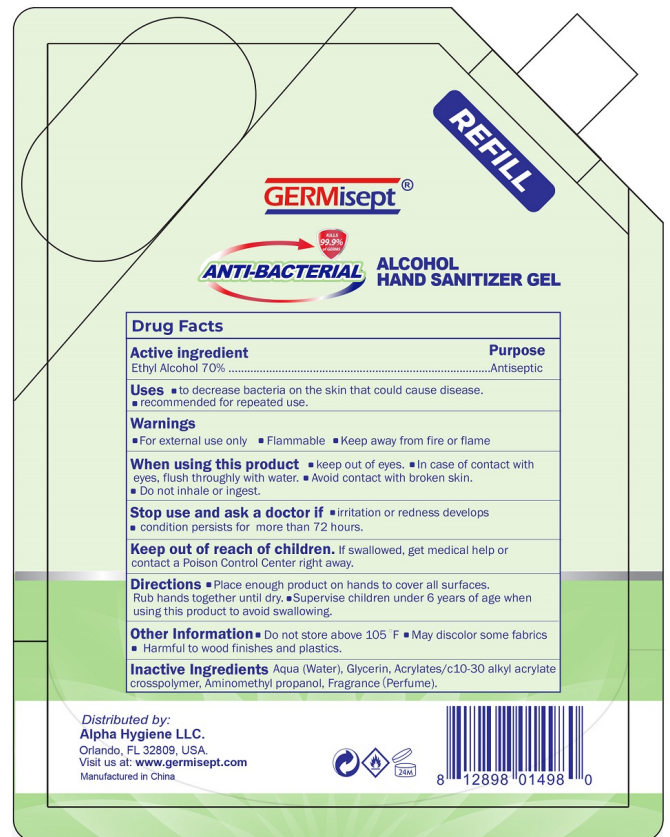 REFILL
GERMisept®
KILLS
99.9%
of GERMS
ANTI-BACTERIAL
ALCOHOL
HAND SANITIZER GEL
Drug Facts
Active ingredient Purpose
Ethyl Alcohol 70% ....................................................................................Antiseptic
Uses ▪ to decrease bacteria on the skin that could cause disease.
▪ recommended for repeated use.
Warnings
▪ For external use only ▪ Flammable ▪ Keep away from fire or flame
When using this product ▪ keep out of eyes. ▪ In case of contact with
eyes, flush throughly with water. ▪ Avoid contact with broken skin.
▪ Do not inhale or ingest.
Stop use and ask a doctor if ▪ irritation or redness develops
▪ condition persists for more than 72 hours.
Keep out of reach of children. If swallowed, get medical help or
contact a Poison Control Center right away.
Directions ▪ Place enough product on hands to cover all surfaces.
Rub hands together until dry. ▪ Supervise children under 6 years of age when
using this product to avoid swallowing.
Other Information ▪ Do not store above 105 °F ▪ May discolor some fabrics
▪ Harmful to wood finishes and plastics.
Inactive Ingredients Aqua (Water), Glycerin, Acrylates/c10-30 alkyl acrylate
crosspolymer, Aminomethyl propanol, Fragrance (Perfume).
Distributed by:
Alpha Hygiene LLC.
Orlando, FL 32809, USA.
Visit us at: www.germisept.com
Manufactured in China
24M
8 12898 01498 0